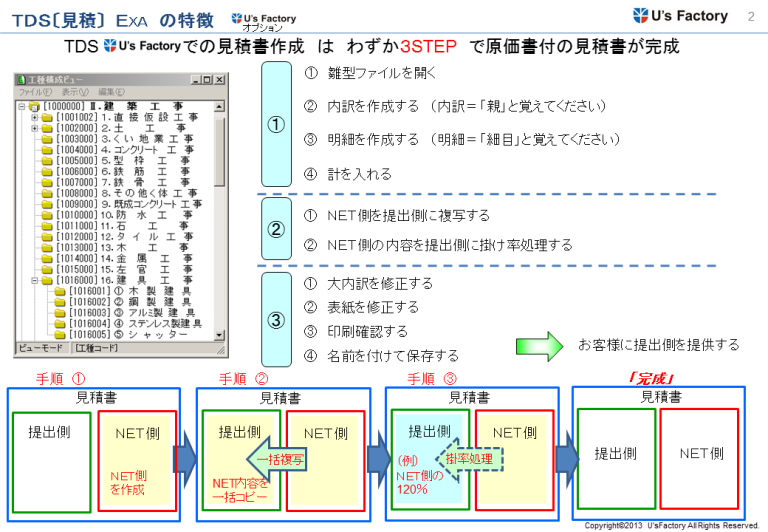 TDS〔見積〕EXA の特徴 U's Factory
オプション
U's Factory 2
TDS U's Factoryでの見積書作成 は わずか3STEP で原価書付の見積書が完成
工種構成ビュー
ファイル(F) 表示(V) 編集(E)
[1000000] Ⅱ.建 築 工 事
[1001002] 1.直 接 仮 設 工 事
[1002000] 2.土 工 事
[1003000] 3.く い 地 業 工 事
[1004000] 4.コンクリート 工 事
[1005000] 5.型 枠 工 事
[1006000] 6.鉄 筋 工 事
[1007000] 7.鉄 骨 工 事
[1008000] 8.そ の 他 く 体 工 事
[1009000] 9.既成コンクリート 工 事
[1010000] 10.防 水 工 事
[1011000] 11.石 工 事
[1012000] 12.タ イ ル 工 事
[1013000] 13.木 工 事
[1014000] 14.金 属 工 事
[1015000] 15.左 官 工 事
[1016000] 16.建 具 工 事
[1016001] ① 木 製 建 具
[1016002] ② 鋼 製 建 具
[1016003] ③ アルミ製 建 具
[1016004] ④ ステンレス製建 具
[1016005] ⑤ シ ャ ッ タ ー
ビューモード [工種コード]
①
① 雛型ファイルを開く
② 内訳を作成する （内訳＝「親」と覚えてください）
③ 明細を作成する （明細＝「細目」と覚えてください）
④ 計を入れる
②
① NET側を提出側に複写する
② NET側の内容を提出側に掛け率処理する
③
① 大内訳を修正する
② 表紙を修正する
③ 印刷確認する
④ 名前を付けて保存する
お客様に提出側を提供する
手順 ①
見積書
提出側
NET側
NET側
を作成
手順 ②
見積書
提出側
NET側
一括複写
NET内容を
一括コピー
手順 ③
見積書
提出側
NET側
掛率処理
（例）
NET側の
120%
「完成」
見積書
提出側
NET側
Copyright©2013 U'sFactory All Rights Reserved.